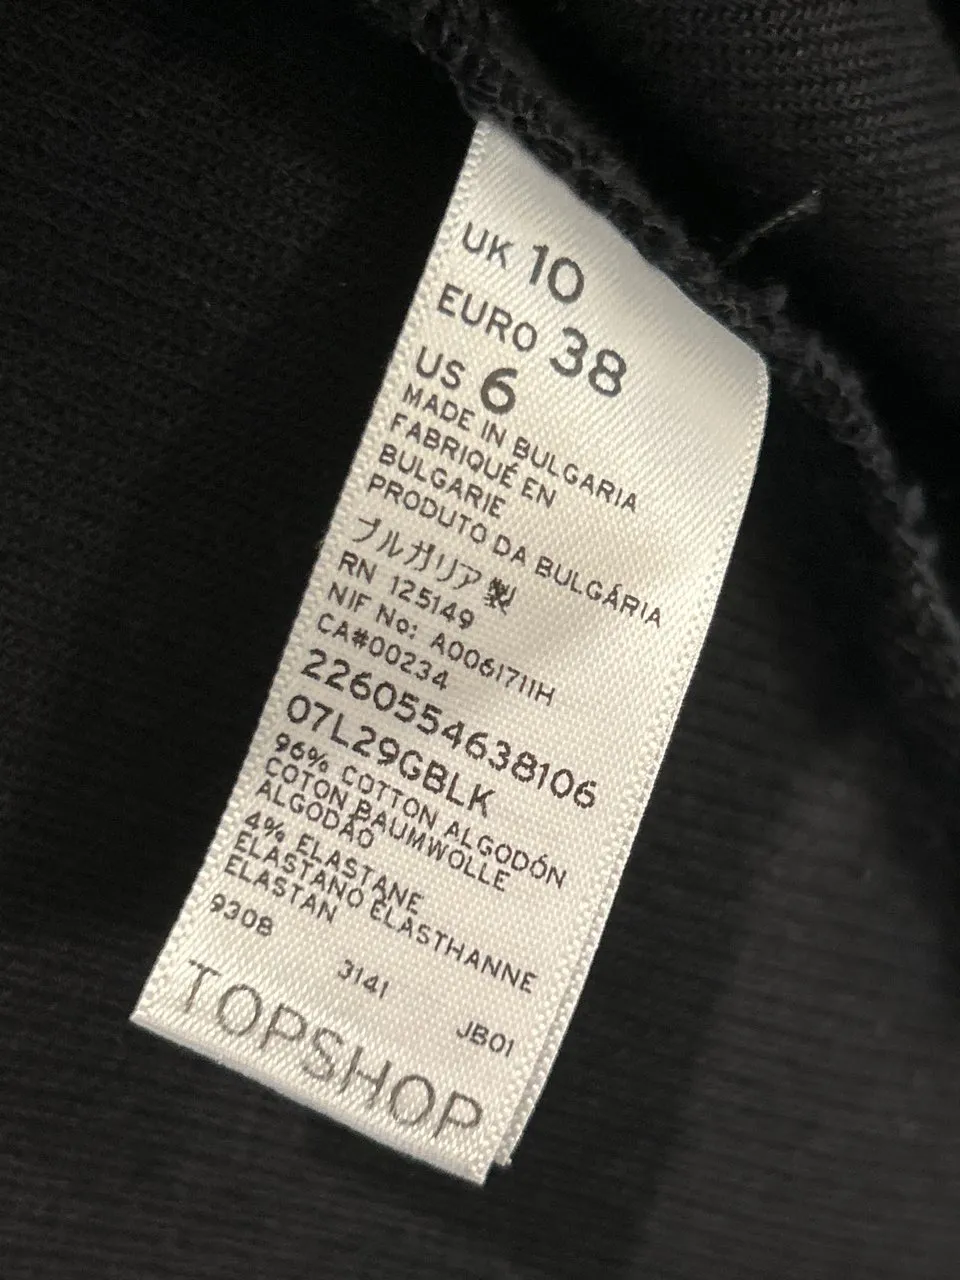 UK 10
EURO 38
US 6
MADE IN BULGARIA
FABRIQUÉ EN
BULGARIE
PRODUTO DA BULGÁRIA
ブルガリア製
RN 125149
NIF No: A0061711H
CA#00234
2260554638106
07L29GBLK
96% COTTON ALGODÓN
COTON BAUMWOLLE
ALGODÃO
4% ELASTANE
ELASTANO ÉLASTHANNE
ELASTAN
9308 3141 JB01
TOPSHOP